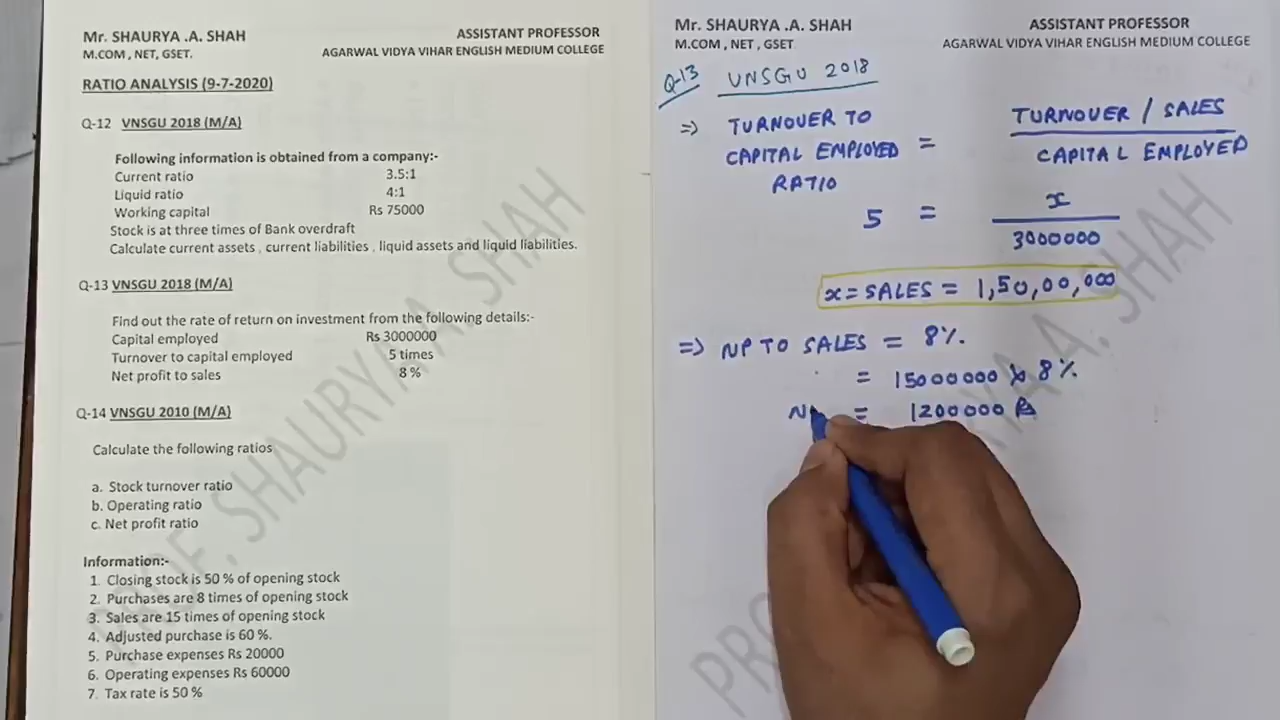 Mr. SHAURYA .A. SHAH
M.COM , NET, GSET.
ASSISTANT PROFESSOR
AGARWAL VIDYA VIHAR ENGLISH MEDIUM COLLEGE
RATIO ANALYSIS (9-7-2020)
Q-12 VNSGU 2018 (M/A)
Following information is obtained from a company:-
Current ratio 3.5:1
Liquid ratio 4:1
Working capital Rs 75000
Stock is at three times of Bank overdraft
Calculate current assets , current liabilities , liquid assets and liquid liabilities.
Q-13 VNSGU 2018 (M/A)
Find out the rate of return on investment from the following details:-
Capital employed Rs 3000000
Turnover to capital employed 5 times
Net profit to sales 8 %
Q-14 VNSGU 2010 (M/A)
Calculate the following ratios
a. Stock turnover ratio
b. Operating ratio
c. Net profit ratio
Information:-
1. Closing stock is 50 % of opening stock
2. Purchases are 8 times of opening stock
3. Sales are 15 times of opening stock
4. Adjusted purchase is 60 %.
5. Purchase expenses Rs 20000
6. Operating expenses Rs 60000
7. Tax rate is 50 %
PROF. SHAURYA A. SHAH
Mr. SHAURYA .A. SHAH
M.COM , NET , GSET
ASSISTANT PROFESSOR
AGARWAL VIDYA VIHAR ENGLISH MEDIUM COLLEGE
Q-13 VNSGU 2018
⇒ TURNOVER TO CAPITAL EMPLOYED RATIO = TURNOVER / SALES
CAPITAL EMPLOYED
5 = x
3000000
x = SALES = 1,50,00,000
⇒ NP TO SALES = 8%.
= 15000000 x 8%
= 1200000 Rs
PRO YA A. SHAH